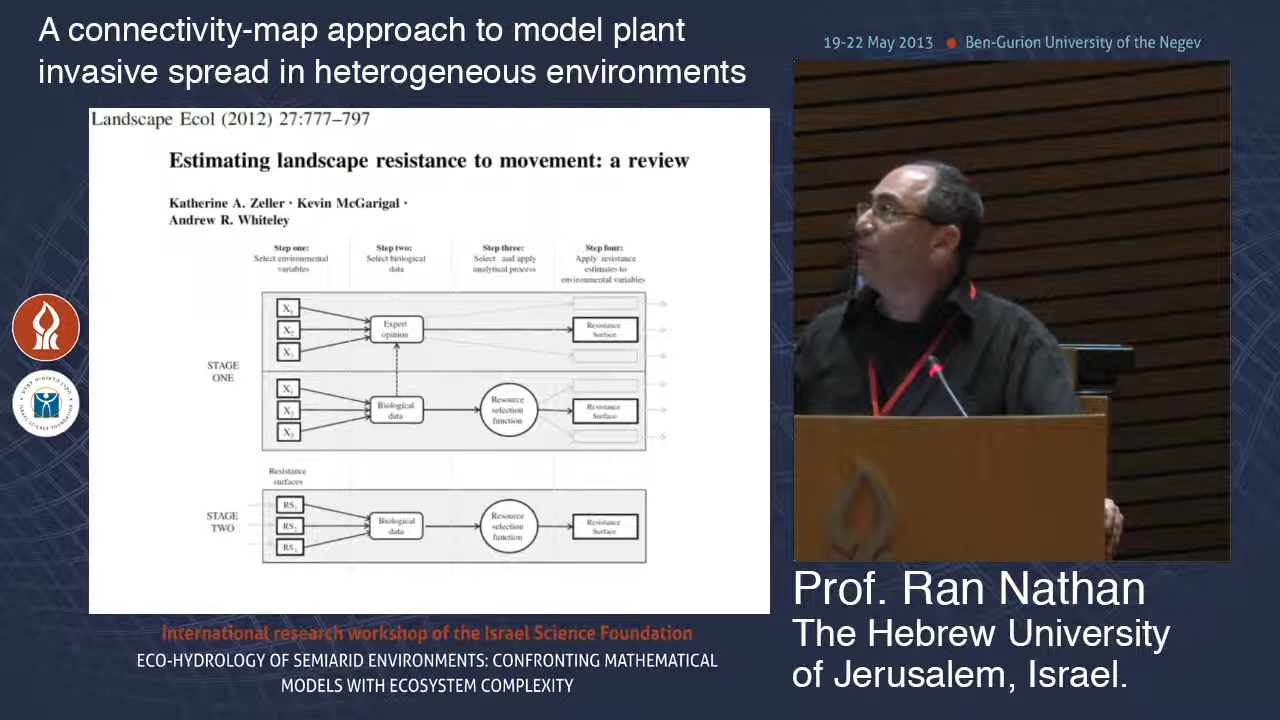 A connectivity-map approach to model plant
invasive spread in heterogeneous environments
19-22 May 2013 ● Ben-Gurion University of the Negev
Landscape Ecol (2012) 27:777–797
Estimating landscape resistance to movement: a review
Katherine A. Zeller · Kevin McGarigal ·
Andrew R. Whiteley
Step one:
Select environmental
variables
Step two:
Select biological
data
Step three:
Select and apply
analytical process
Step four:
Apply resistance
estimates to
environmental variables
STAGE
ONE
X1
X2
X3
Expert
opinion
Resistance
Surface
X1
X2
X3
Biological
data
Resource
selection
function
Resistance
Surface
Resistance
surfaces
STAGE
TWO
RS1
RS2
RS3
Biological
data
Resource
selection
function
Resistance
Surface
International research workshop of the Israel Science Foundation
ECO-HYDROLOGY OF SEMIARID ENVIRONMENTS: CONFRONTING MATHEMATICAL
MODELS WITH ECOSYSTEM COMPLEXITY
Prof. Ran Nathan
The Hebrew University
of Jerusalem, Israel.